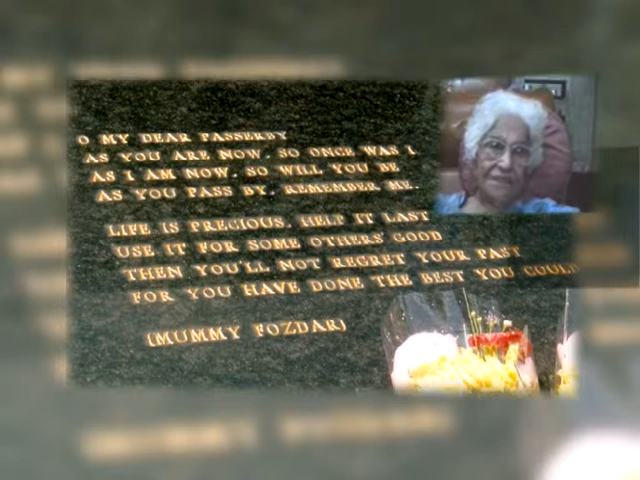 O MY DEAR PASSERBY
AS YOU ARE NOW, SO ONCE WAS I
AS I AM NOW, SO WILL YOU BE
AS YOU PASS BY, REMEMBER ME.
LIFE IS PRECIOUS, HELP IT LAST
USE IT FOR SOME OTHERS GOOD
THEN YOU'LL NOT REGRET YOUR PAST
FOR YOU HAVE DONE THE BEST YOU COULD
(MUMMY FOZDAR)